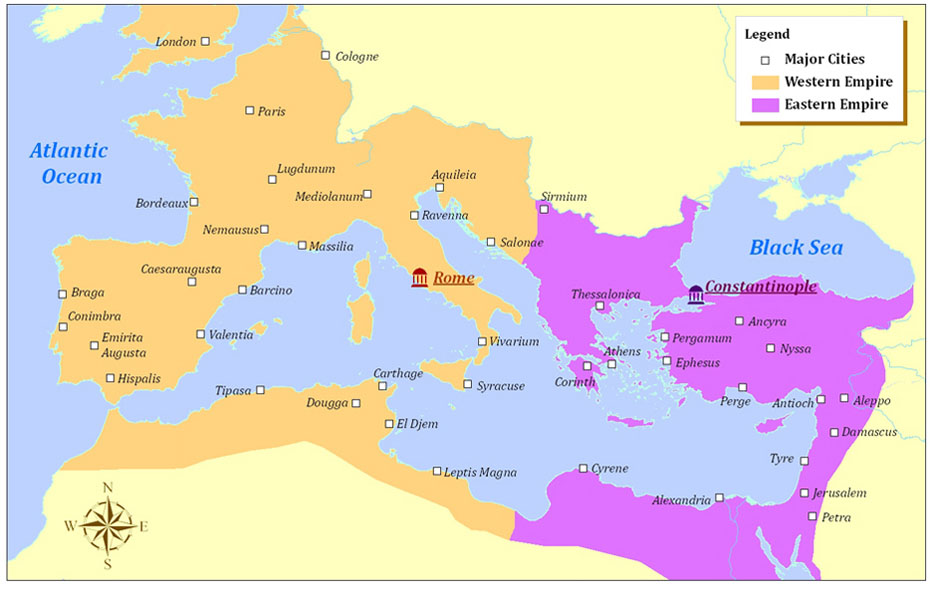 London
Cologne
Legend
Major Cities
Western Empire
Eastern Empire
Paris
Atlantic
Ocean
Lugdunum
Mediolanum
Aquileia
Bordeaux
Ravenna
Sirmium
Nemausus
Massilia
Salonae
Black Sea
Caesaraugusta
Rome
Constantinople
Braga
Barcino
Thessalonica
Conimbra
Ancyra
Emirita
Augusta
Valentia
Vivarium
Pergamum
Nyssa
Athens
Ephesus
Hispalis
Carthage
Corinth
Tipasa
Syracuse
Dougga
Perge
Antioch
Aleppo
El Djem
Damascus
Tyre
Leptis Magna
Cyrene
Alexandria
Jerusalem
Petra
N
W
E
S